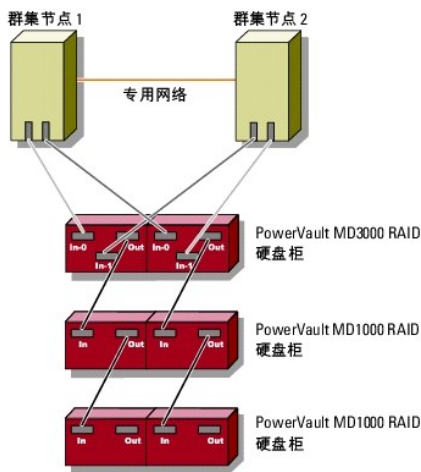 群集节点 1
群集节点 2
专用网络
In-0
Out
In-0
Out
In-1
In-1
PowerVault MD3000 RAID
硬盘柜
In
Out
In
Out
PowerVault MD1000 RAID
硬盘柜
In
Out
In
Out
PowerVault MD1000 RAID
硬盘柜